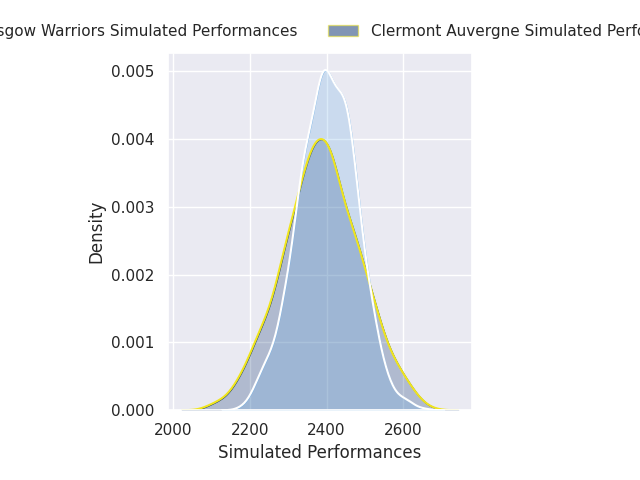 sgow Warriors Simulated Performances Clermont Auvergne Simulated Perfo
0.005
0.004
0.003
0.002
0.001
0.000
Density
2000 2200 2400 2600
Simulated Performances